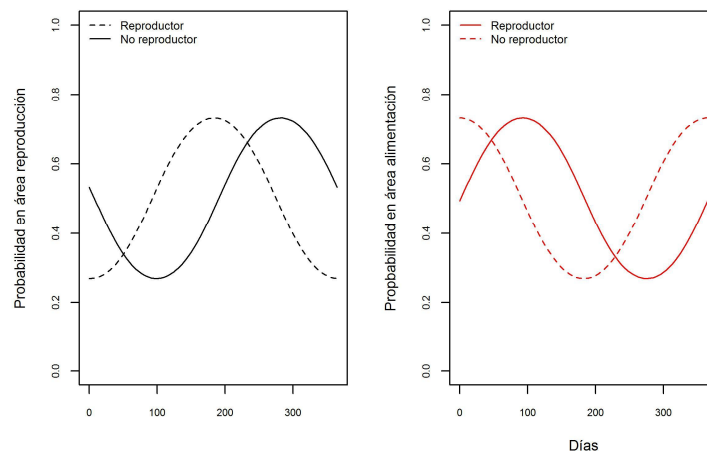 Probabilidad en área reproducción
1.0
0.8
0.6
0.4
0.2
0.0
Reproductor
No reproductor
0
100
200
300
Propbabilidad en área alimentación
1.0
0.8
0.6
0.4
0.2
0.0
Reproductor
No reproductor
0
100
200
300
Días